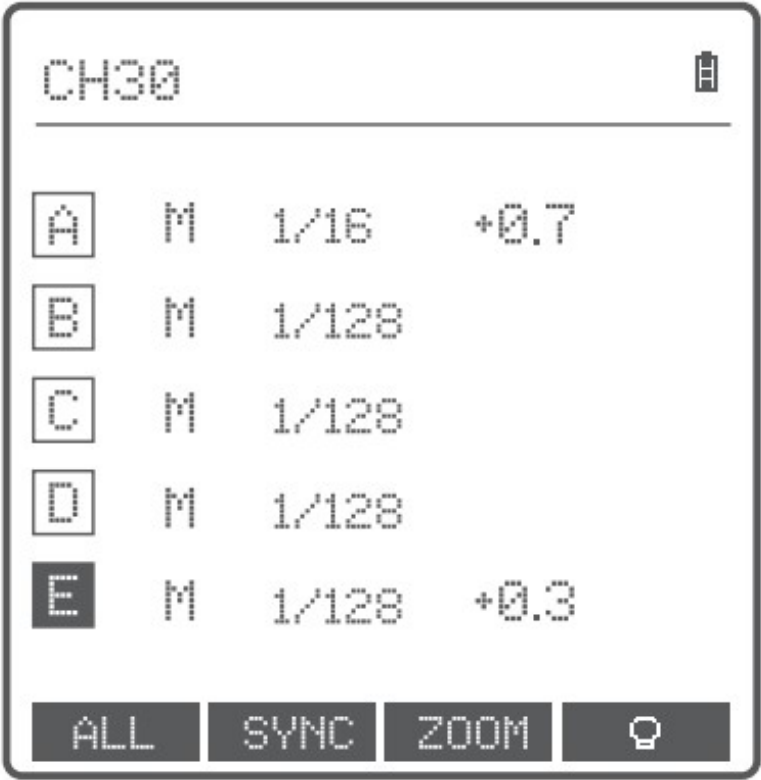 CH30
A M 1/16 +0.7
B M 1/128
C M 1/128
D M 1/128
E M 1/128 +0.3
ALL SYNC ZOOM